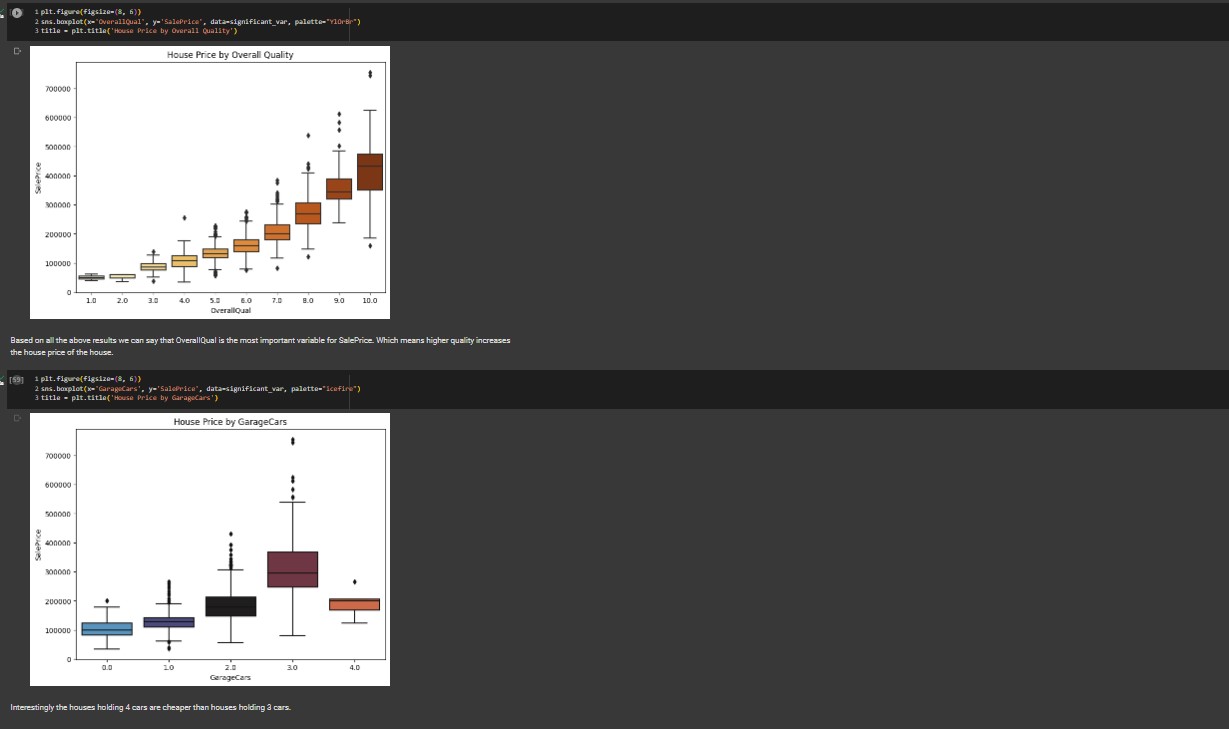 1 plt.figure(figsize=(8, 6))
2 sns.boxplot(x='OverallQual', y='SalePrice', data=significant_var, palette="YlOrBr")
3 title = plt.title('House Price by Overall Quality')
House Price by Overall Quality
700000
600000
500000
400000
300000
200000
100000
0
SalePrice
1.0 2.0 3.0 4.0 5.0 6.0 7.0 8.0 9.0 10.0
OverallQual
Based on all the above results we can say that OverallQual is the most important variable for SalePrice. Which means higher quality increases
the house price of the house.
[59]
1 plt.figure(figsize=(8, 6))
2 sns.boxplot(x='GarageCars', y='SalePrice', data=significant_var, palette="icefire")
3 title = plt.title('House Price by GarageCars')
House Price by GarageCars
700000
600000
500000
400000
300000
200000
100000
0
SalePrice
0.0 1.0 2.0 3.0 4.0
GarageCars
Interestingly the houses holding 4 cars are cheaper than houses holding 3 cars.